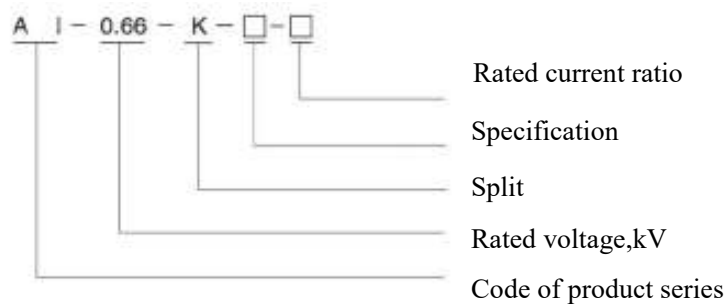 A I - 0.66 - K - □ - □
Rated current ratio
Specification
Split
Rated voltage,kV
Code of product series